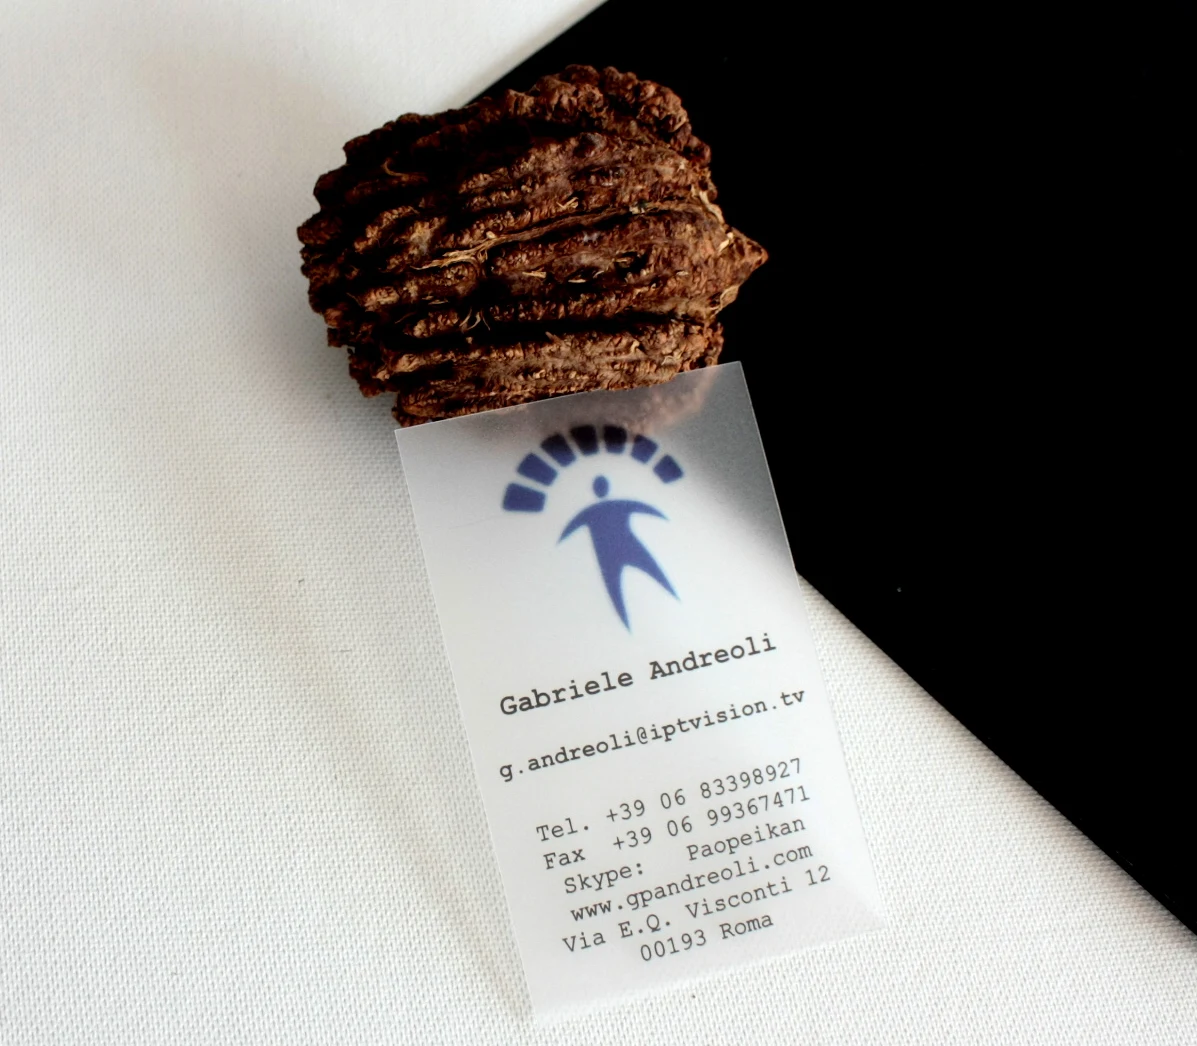 Gabriele Andreoli
g.andreoli@iptvision.tv
Tel. +39 06 83398927
Fax +39 06 99367471
Skype: Paopeikan
www.gpandreoli.com
Via E.Q. Visconti 12
00193 Roma